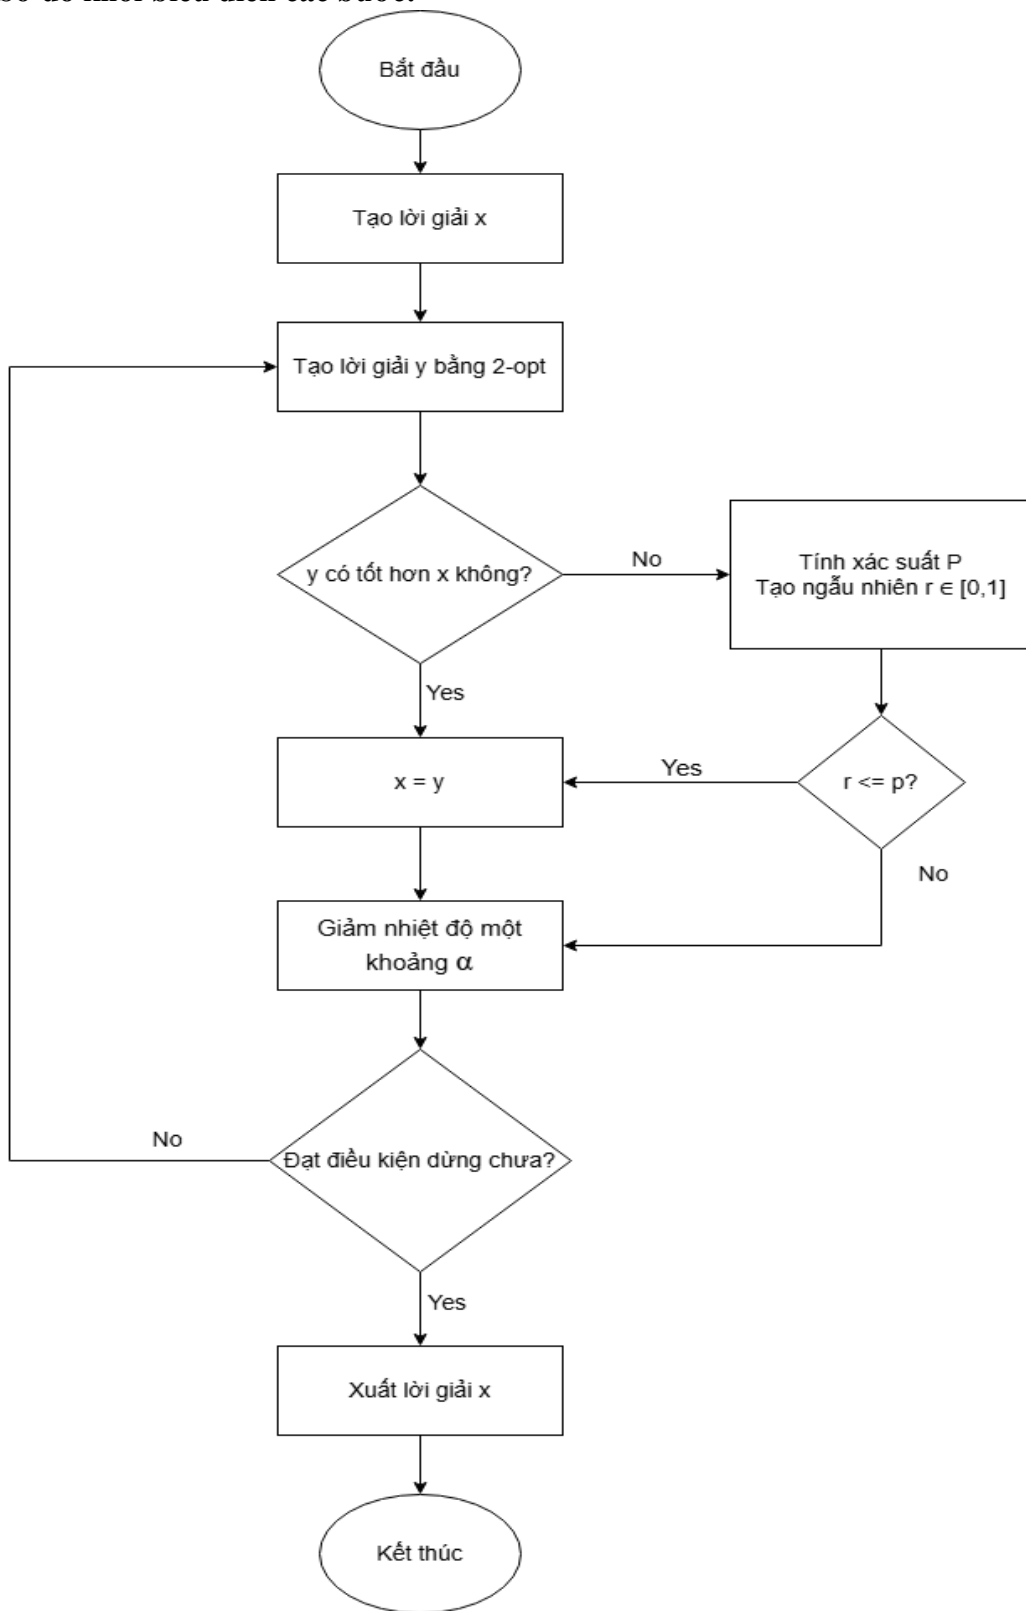 Bắt đầu
Tạo lời giải x
Tạo lời giải y bằng 2-opt
y có tốt hơn x không?
No
Tính xác suất P
Tạo ngẫu nhiên r ∈ [0,1]
Yes
x = y
Yes
r <= p?
No
Giảm nhiệt độ một
khoảng α
No
Đạt điều kiện dừng chưa?
Yes
Xuất lời giải x
Kết thúc